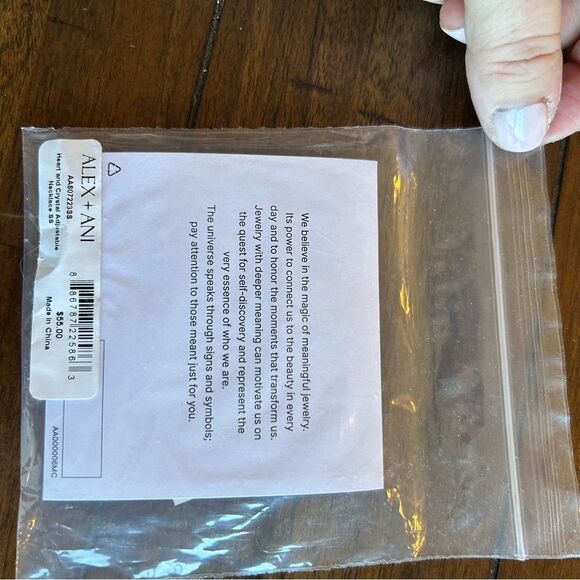 ALEX + ANI
AA807223SS
Heart and Crystal Adjustable
Necklace SS
8 86787 22586 3
$55.00
Made in China
We believe in the magic of meaningful jewelry.
Its power to connect us to the beauty in every
day and to honor the moments that transform us.
Jewelry with deeper meaning can motivate us on
the quest for self-discovery and represent the
very essence of who we are.
The universe speaks through signs and symbols;
pay attention to those meant just for you.
AA000006MC